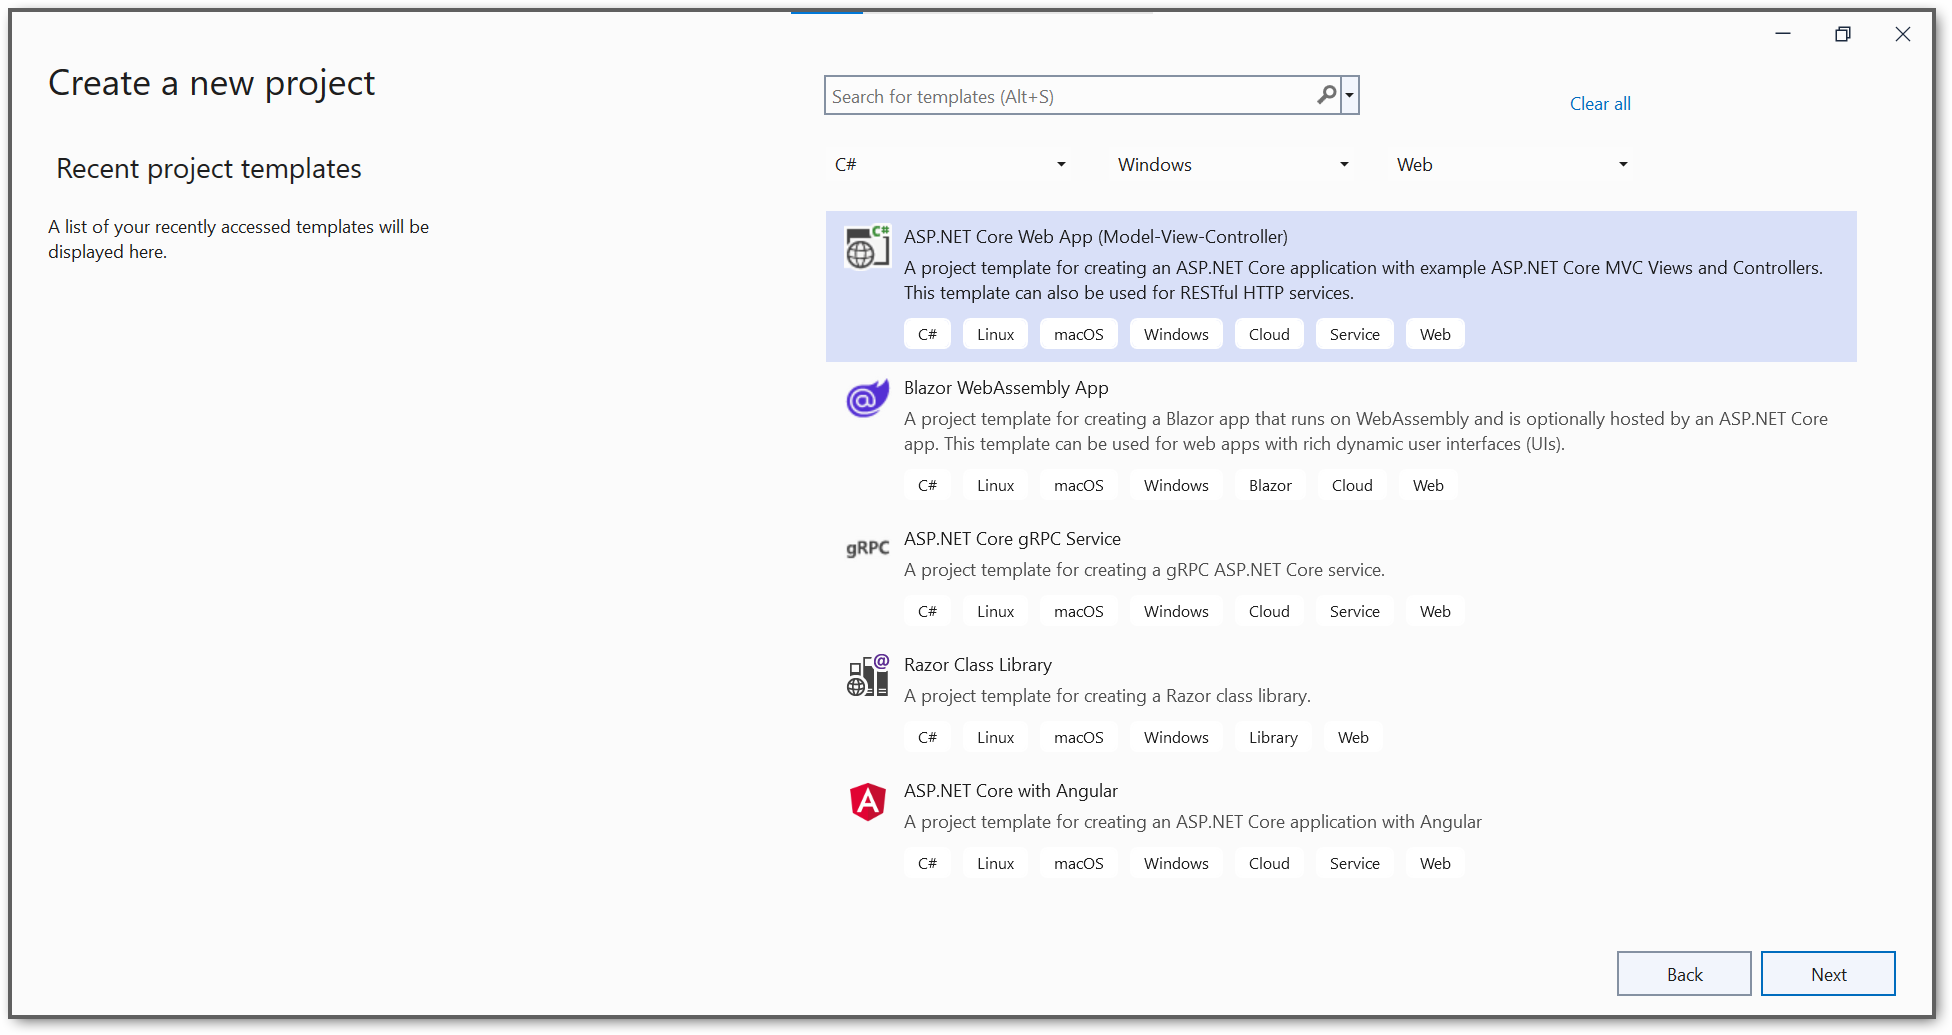 Create a new project
Search for templates (Alt+S)
Clear all
Recent project templates
C#
Windows
Web
A list of your recently accessed templates will be
displayed here.
C#
ASP.NET Core Web App (Model-View-Controller)
A project template for creating an ASP.NET Core application with example ASP.NET Core MVC Views and Controllers.
This template can also be used for RESTful HTTP services.
C# Linux macOS Windows Cloud Service Web
@
Blazor WebAssembly App
A project template for creating a Blazor app that runs on WebAssembly and is optionally hosted by an ASP.NET Core
app. This template can be used for web apps with rich dynamic user interfaces (UIs).
C# Linux macOS Windows Blazor Cloud Web
gRPC
ASP.NET Core gRPC Service
A project template for creating a gRPC ASP.NET Core service.
C# Linux macOS Windows Cloud Service Web
@
Razor Class Library
A project template for creating a Razor class library.
C# Linux macOS Windows Library Web
A
ASP.NET Core with Angular
A project template for creating an ASP.NET Core application with Angular
C# Linux macOS Windows Cloud Service Web
Back
Next